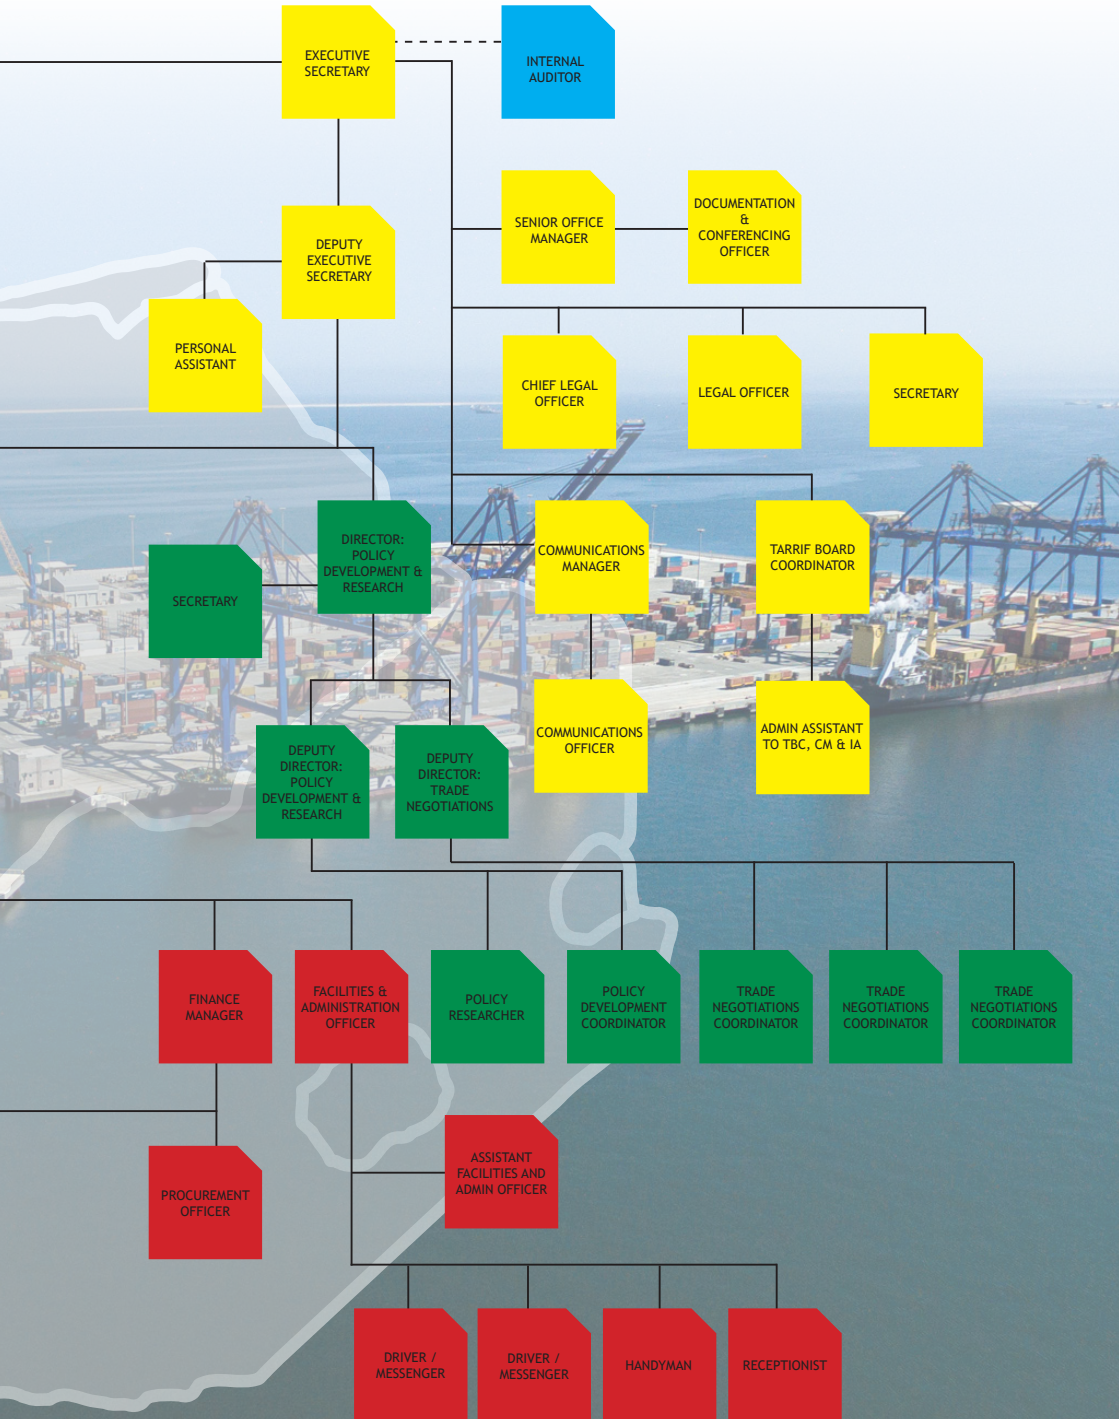 EXECUTIVE
SECRETARY
INTERNAL
AUDITOR
SENIOR OFFICE
MANAGER
DOCUMENTATION
&
CONFERENCING
OFFICER
DEPUTY
EXECUTIVE
SECRETARY
PERSONAL
ASSISTANT
CHIEF LEGAL
OFFICER
LEGAL OFFICER
SECRETARY
DIRECTOR:
POLICY
DEVELOPMENT &
RESEARCH
SECRETARY
COMMUNICATIONS
MANAGER
TARRIF BOARD
COORDINATOR
COMMUNICATIONS
OFFICER
ADMIN ASSISTANT
TO TBC, CM & IA
DEPUTY
DIRECTOR:
POLICY
DEVELOPMENT &
RESEARCH
DEPUTY
DIRECTOR:
TRADE
NEGOTIATIONS
FINANCE
MANAGER
FACILITIES &
ADMINISTRATION
OFFICER
POLICY
RESEARCHER
POLICY
DEVELOPMENT
COORDINATOR
TRADE
NEGOTIATIONS
COORDINATOR
TRADE
NEGOTIATIONS
COORDINATOR
TRADE
NEGOTIATIONS
COORDINATOR
PROCUREMENT
OFFICER
ASSISTANT
FACILITIES AND
ADMIN OFFICER
DRIVER /
MESSENGER
DRIVER /
MESSENGER
HANDYMAN
RECEPTIONIST